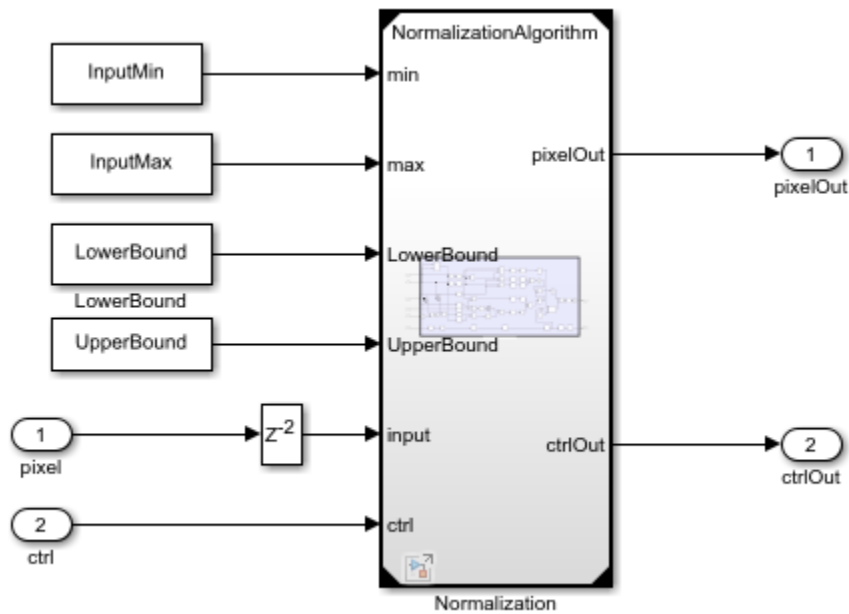 NormalizationAlgorithm
InputMin
min
InputMax
max
pixelOut
1
pixelOut
LowerBound
LowerBound
LowerBound
UpperBound
UpperBound
1
pixel
Z-2
input
ctrlOut
2
ctrlOut
2
ctrl
ctrl
Normalization